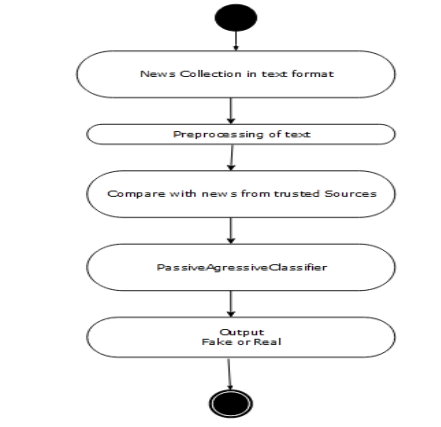 News Collection in text format
Preprocessing of text
Compare with news from trusted Sources
PassiveAgressiveClassifier
Output
Fake or Real